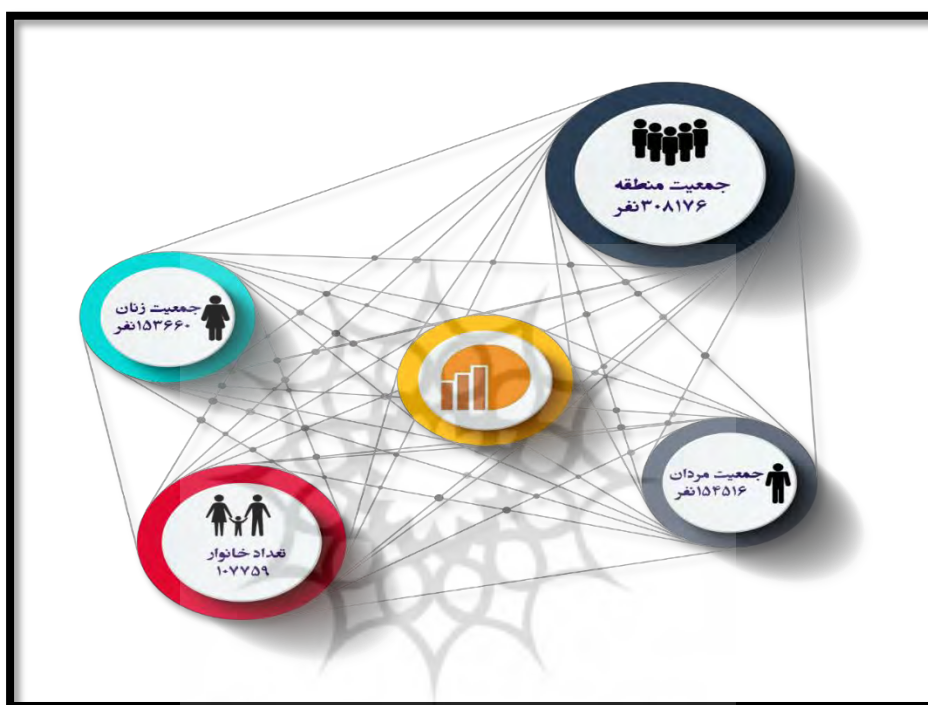 جمعیت منطقه
۳۰۸۱۷۶نفر
جمعیت زنان
۱۵۳۶۶۰نفر
جمعیت مردان
۱۵۴۵۱۶نفر
تعداد خانوار
۱۰۷۷۵۹